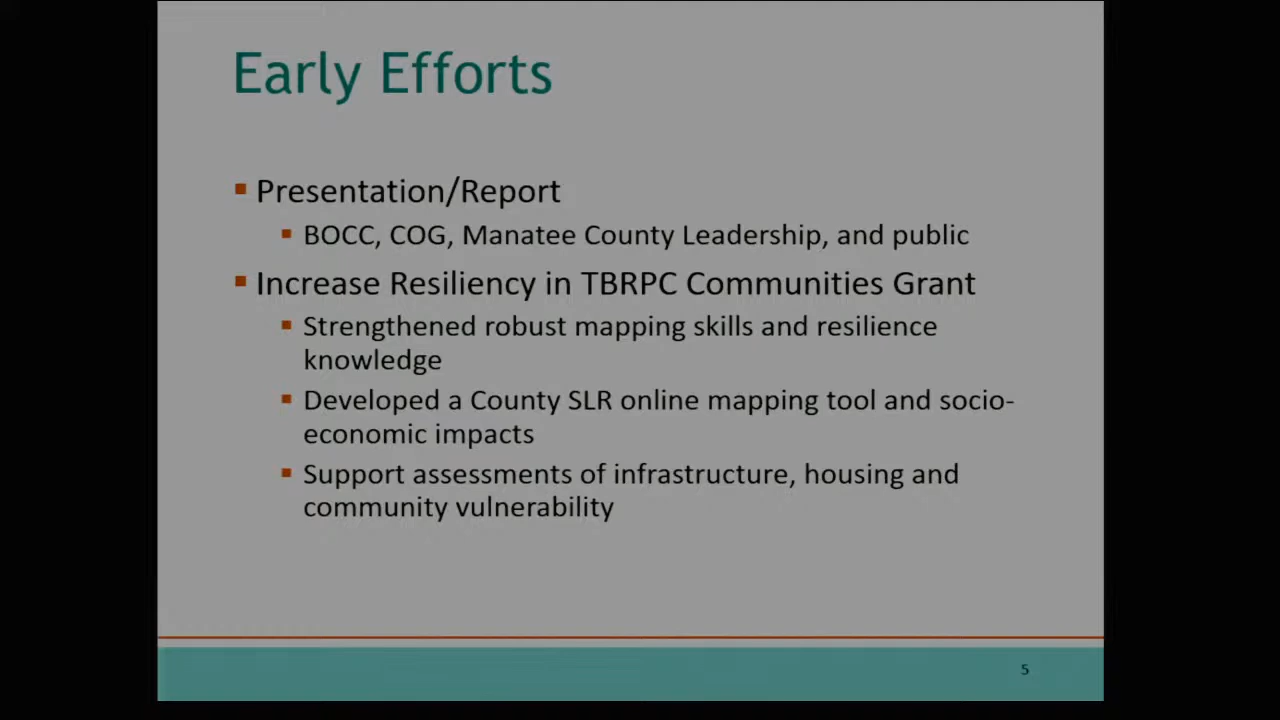 Early Efforts
Presentation/Report
BOCC, COG, Manatee County Leadership, and public
Increase Resiliency in TBRPC Communities Grant
Strengthened robust mapping skills and resilience
knowledge
Developed a County SLR online mapping tool and socio-
economic impacts
Support assessments of infrastructure, housing and
community vulnerability
5